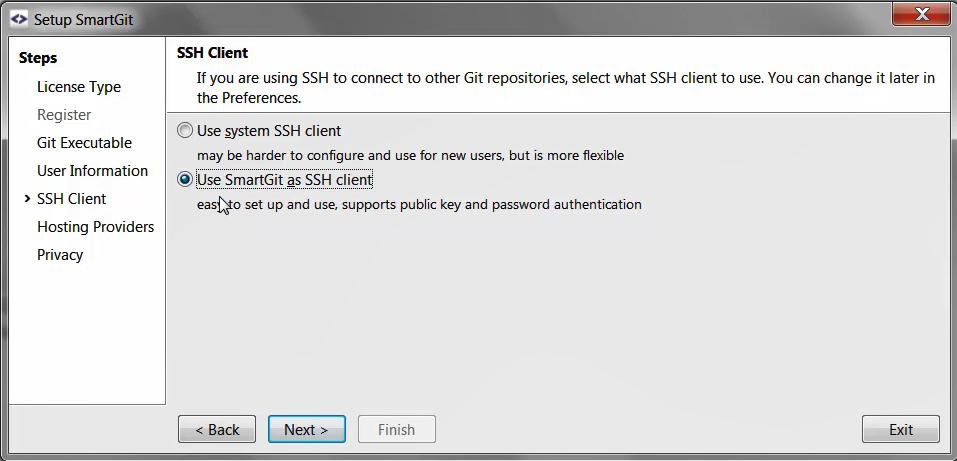 Setup SmartGit
Steps
License Type
Register
Git Executable
User Information
SSH Client
Hosting Providers
Privacy
SSH Client
If you are using SSH to connect to other Git repositories, select what SSH client to use. You can change it later in
the Preferences.
Use system SSH client
may be harder to configure and use for new users, but is more flexible
Use SmartGit as SSH client
easy to set up and use, supports public key and password authentication
< Back
Next >
Finish
Exit